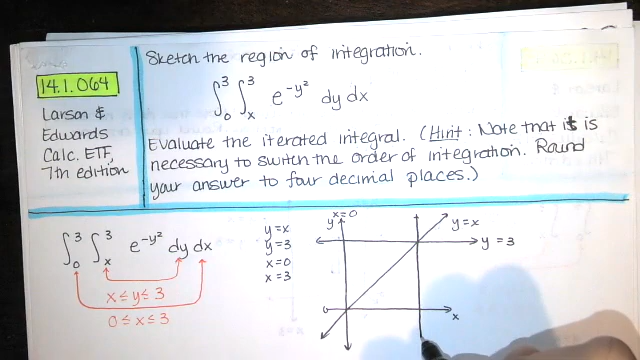 Sketch the region of integration.
∫₀³ ∫ₓ³ e^(-y²) dy dx
14.1.064
Larson &
Edwards
Calc. ETF,
7th edition
Evaluate the iterated integral. (Hint: Note that it is
necessary to switch the order of integration. Round
your answer to four decimal places.)
∫₀³ ∫ₓ³ e^(-y²) dy dx
x ≤ y ≤ 3
0 ≤ x ≤ 3
y=x
y=3
x=0
x=3
x=0
y
y=x
y = 3
x